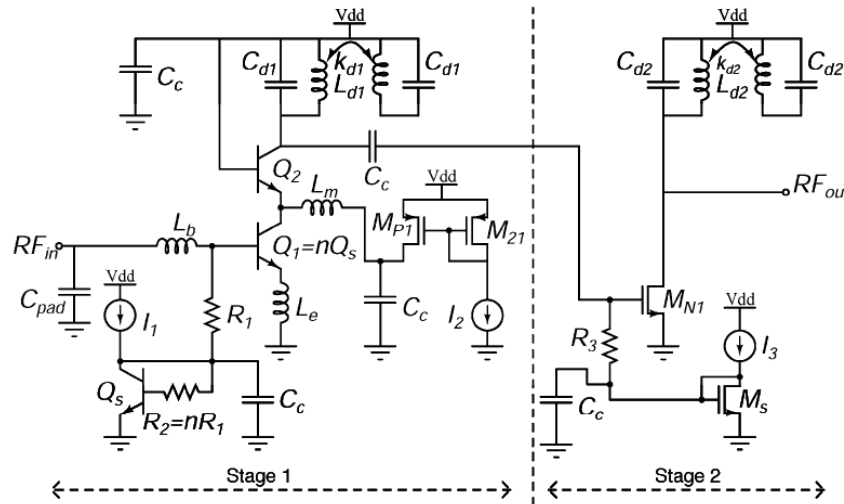 Vdd
Vdd
C_c
C_d1
k_d1
L_d1
C_d1
C_d2
k_d2
L_d2
C_d2
Q_2
C_c
L_m
Vdd
RF_ou
RF_in
L_b
Q_1=nQ_s
M_P1
M_21
C_pad
Vdd
I_1
R_1
L_e
C_c
I_2
M_N1
Vdd
R_3
I_3
Q_s
R_2=nR_1
C_c
C_c
M_s
Stage 1
Stage 2